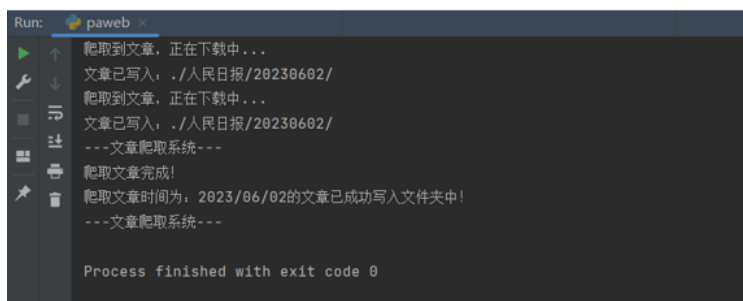 Run:
paweb
爬取到文章，正在下载中...
文章已写入：./人民日报/20230602/
爬取到文章，正在下载中...
文章已写入：./人民日报/20230602/
---文章爬取系统---
爬取文章完成!
爬取文章时间为：2023/06/02的文章已成功写入文件夹中!
---文章爬取系统---
Process finished with exit code 0